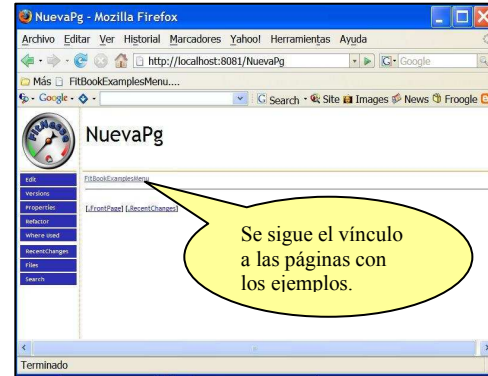 NuevaPg - Mozilla Firefox
Archivo Editar Ver Historial Marcadores Yahoo! Herramientas Ayuda
http://localhost:8081/NuevaPg
G Google
Más FitBookExamplesMenu....
Google G Search Site Images News Froogle
FitNesse
NuevaPg
Edit
Versions
Properties
Refactor
Where Used
RecentChanges
Files
Search
FitBookExamplesMenu
[.FrontPage] [.RecentChanges]
Se sigue el vínculo
a las páginas con
los ejemplos.
Terminado